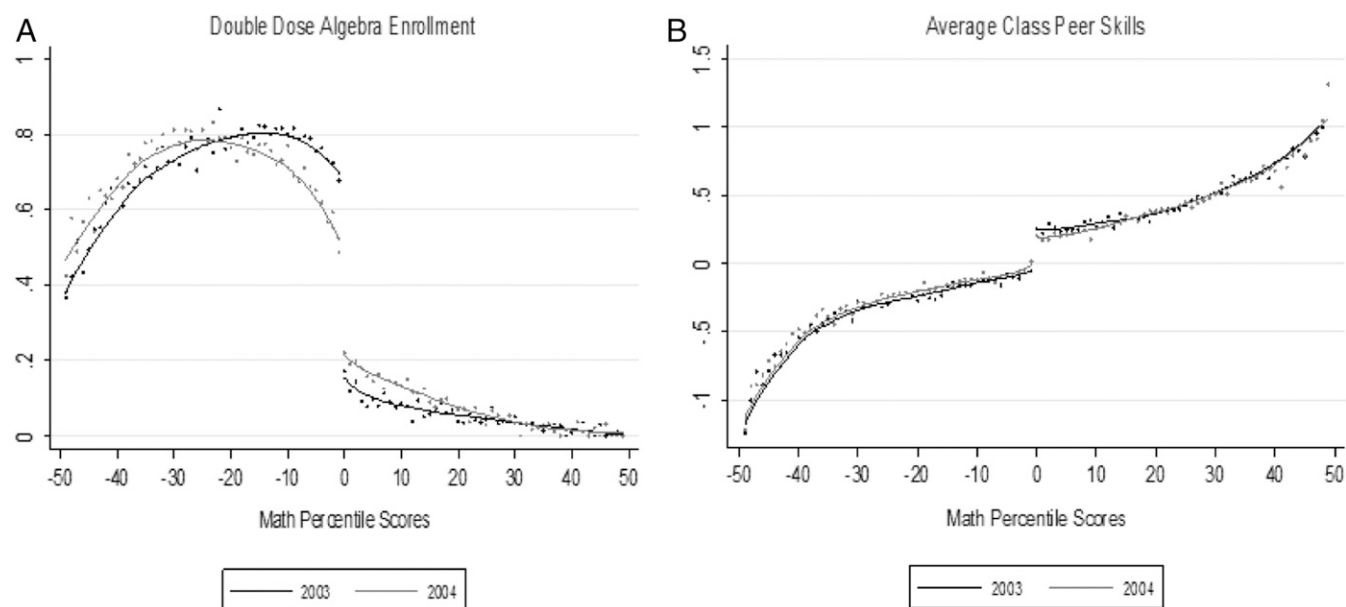 A
Double Dose Algebra Enrollment
1
.8
.6
.4
.2
0
-50 -40 -30 -20 -10 0 10 20 30 40 50
Math Percentile Scores
2003 2004
B
Average Class Peer Skills
1.5
1
.5
0
-.5
-1
-50 -40 -30 -20 -10 0 10 20 30 40 50
Math Percentile Scores
2003 2004